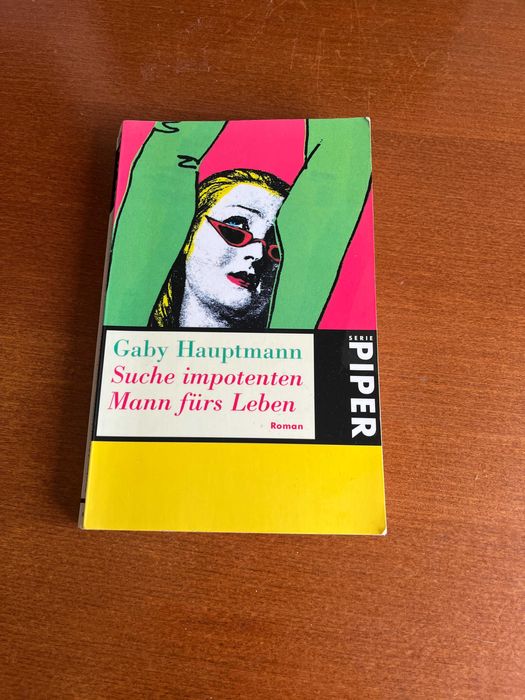 Gaby Hauptmann
Suche impotenten
Mann fürs Leben
Roman
SERIE
PIPER